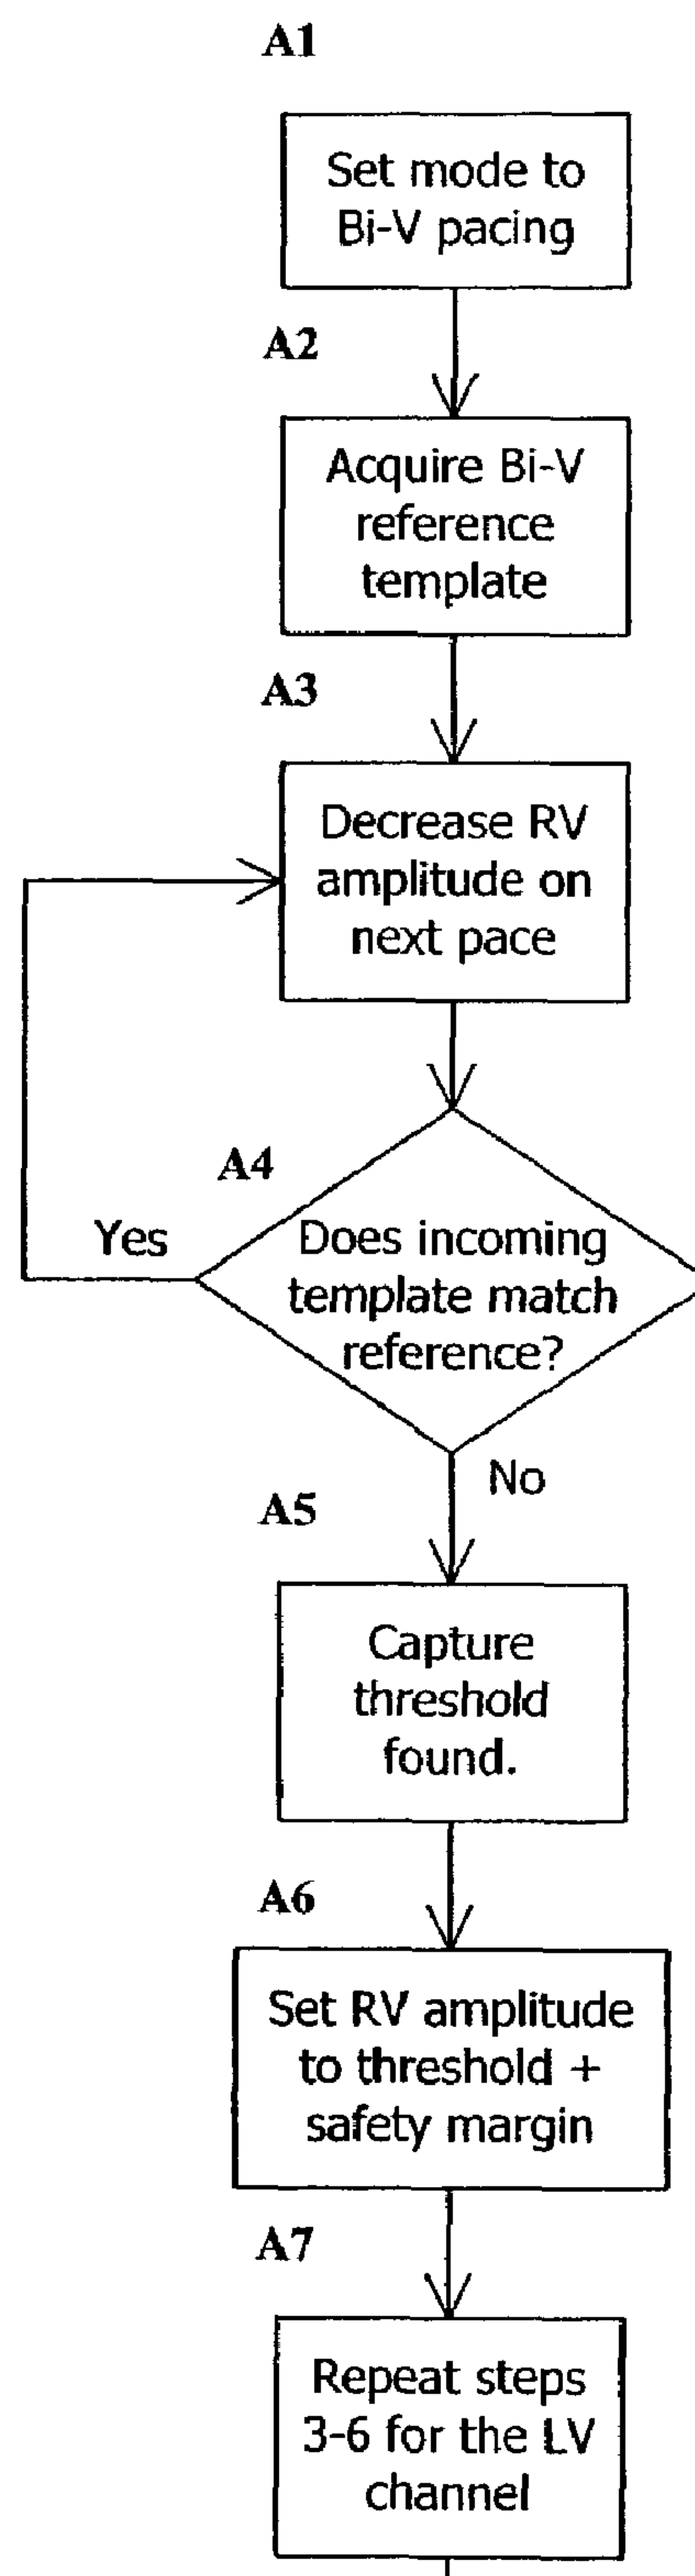 A1
Set mode to
Bi-V pacing
A2
Acquire Bi-V
reference
template
A3
Decrease RV
amplitude on
next pace
A4
Yes
Does incoming
template match
reference?
No
A5
Capture
threshold
found.
A6
Set RV amplitude
to threshold +
safety margin
A7
Repeat steps
3-6 for the LV
channel